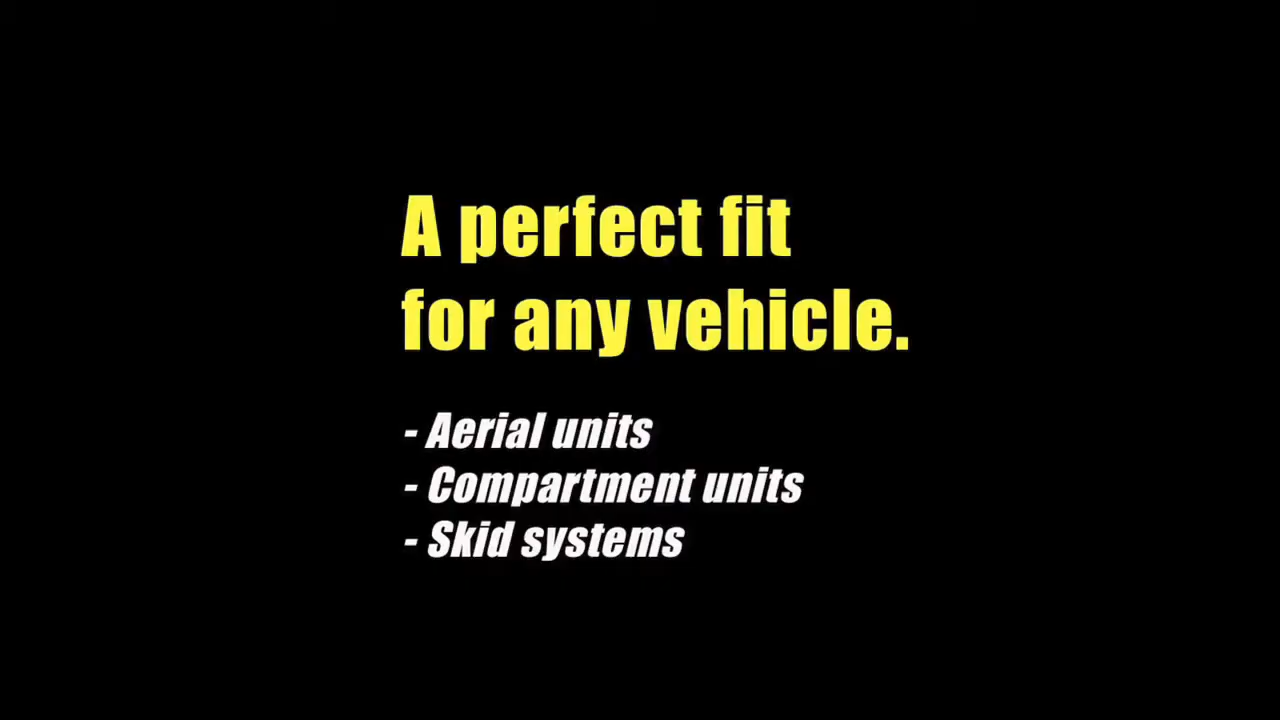 A perfect fit
for any vehicle.
- Aerial units
- Compartment units
- Skid systems